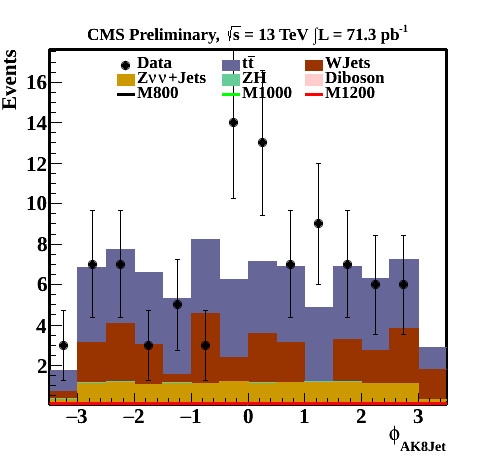 CMS Preliminary, √s = 13 TeV ∫L = 71.3 pb⁻¹
Events
Data tt̄ WJets
Zνν+Jets ZH Diboson
M800 M1000 M1200
16
14
12
10
8
6
4
2
−3 −2 −1 0 1 2 3
ϕ AK8Jet